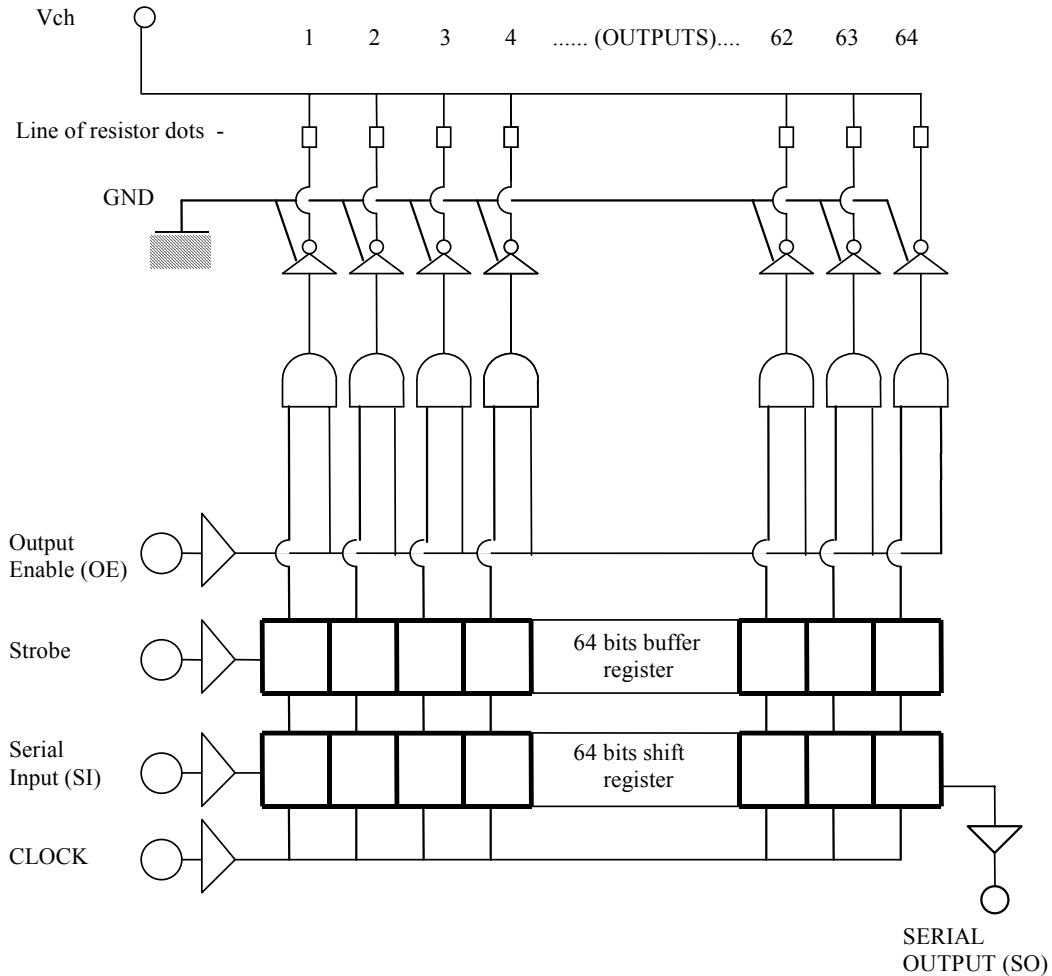 Vch
1 2 3 4 ...... (OUTPUTS).... 62 63 64
Line of resistor dots -
GND
Output
Enable (OE)
Strobe
64 bits buffer
register
Serial
Input (SI)
64 bits shift
register
CLOCK
SERIAL
OUTPUT (SO)